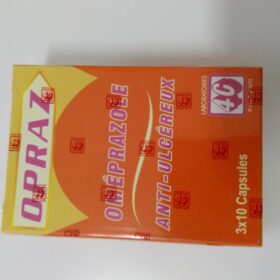 OPRAZ
OMÉPRAZOLE
ANTI-ULCÉREUX
LABORATOIRES
4G
3x10 Capsules